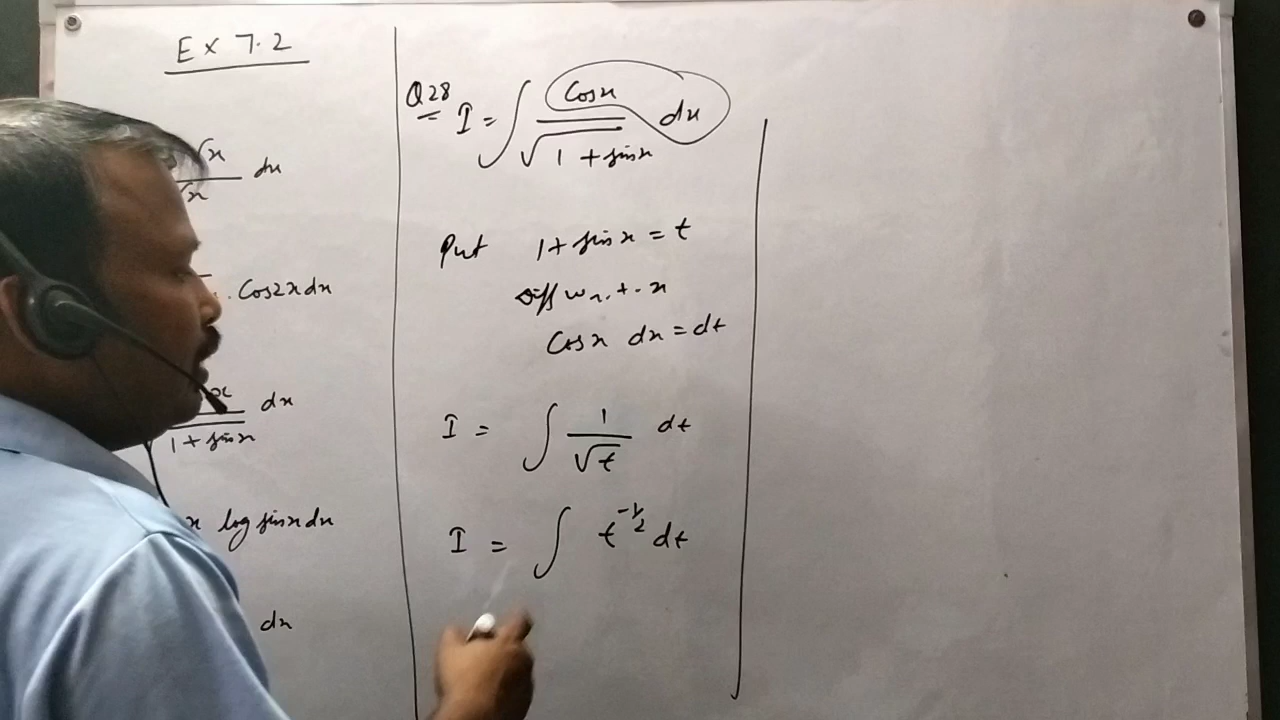 Ex 7.2
√x
√x dx
. Cos2x dx
x dx
1 + sinx
x log sinx dx
dx
Q28 I = ∫ Cosx / √1 + sinx dx
Put 1 + sinx = t
Diff w.r.t. x
Cosx dx = dt
I = ∫ 1/√t dt
I = ∫ t^-1/2 dt